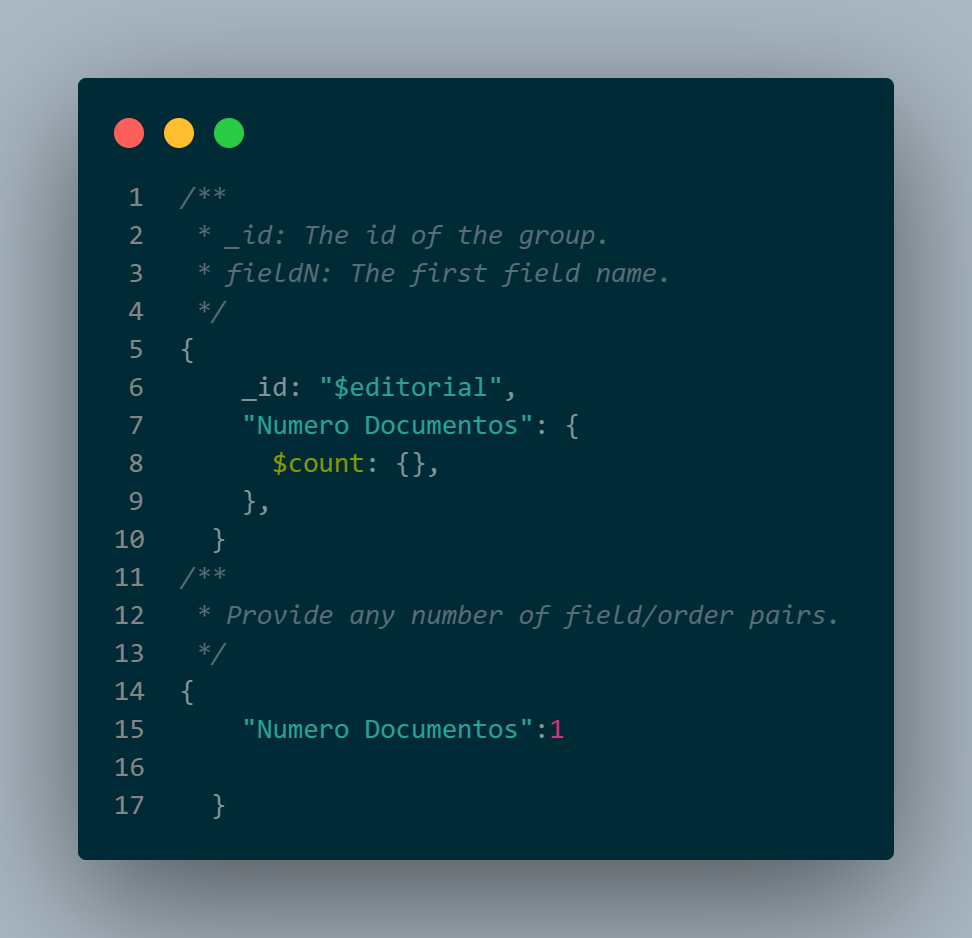 1 /**
2  * _id: The id of the group.
3  * fieldN: The first field name.
4  */
5 {
6     _id: "$editorial",
7     "Numero Documentos": {
8       $count: {},
9     },
10   }
11 /**
12  * Provide any number of field/order pairs.
13  */
14 {
15     "Numero Documentos":1
16
17   }